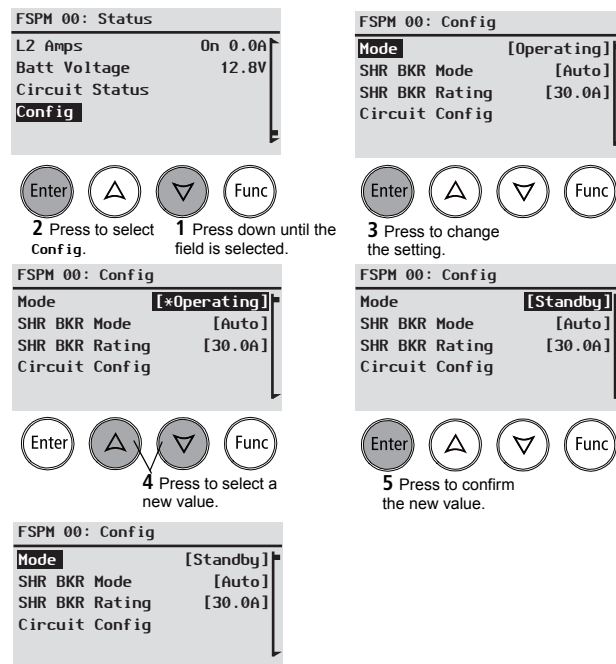 FSPM 00: Status
L2 Amps On 0.0A
Batt Voltage 12.8V
Circuit Status
Config
Enter Func
2 Press to select
Config.
1 Press down until the
field is selected.
FSPM 00: Config
Mode [Operating]
SHR BKR Mode [Auto]
SHR BKR Rating [30.0A]
Circuit Config
Enter Func
3 Press to change
the setting.
FSPM 00: Config
Mode [*Operating]
SHR BKR Mode [Auto]
SHR BKR Rating [30.0A]
Circuit Config
Enter Func
4 Press to select a
new value.
FSPM 00: Config
Mode [Standby]
SHR BKR Mode [Auto]
SHR BKR Rating [30.0A]
Circuit Config
Enter Func
5 Press to confirm
the new value.
FSPM 00: Config
Mode [Standby]
SHR BKR Mode [Auto]
SHR BKR Rating [30.0A]
Circuit Config